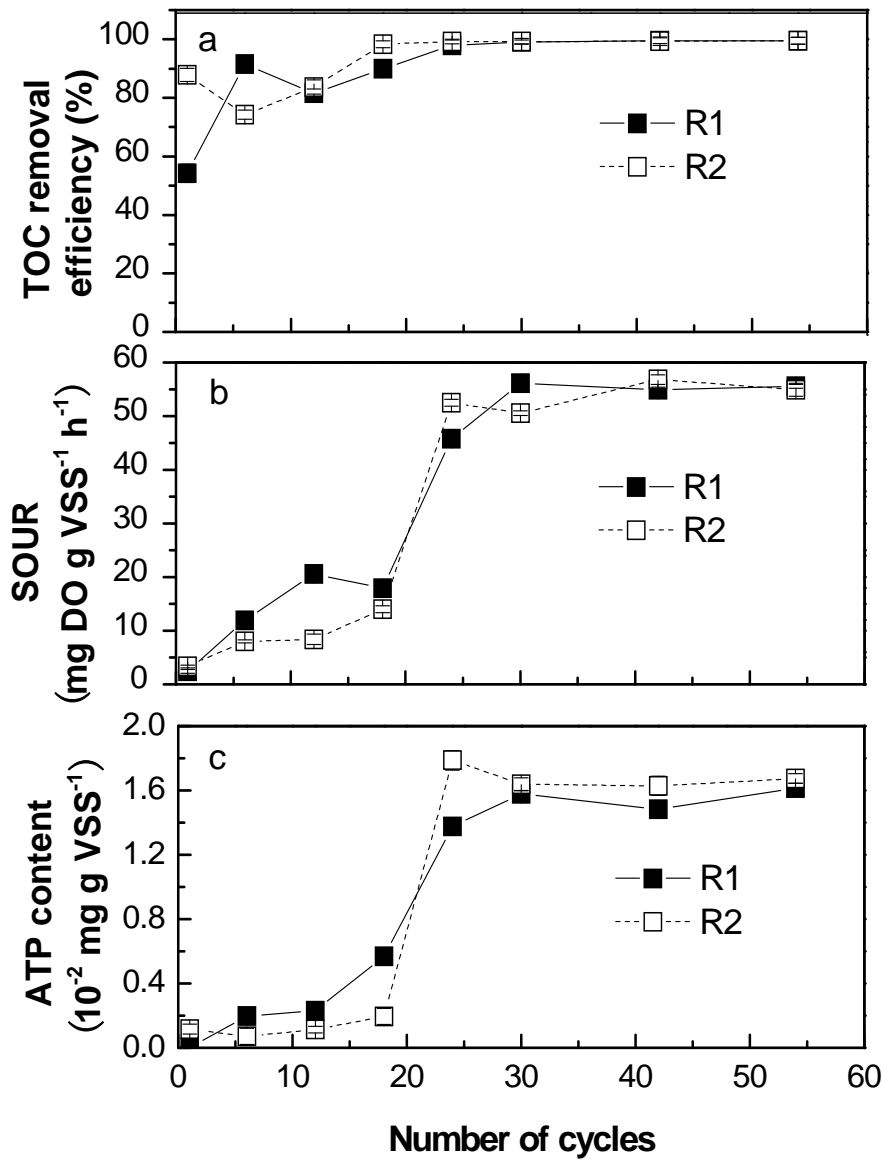 a
TOC removal
efficiency (%)
100
80
60
40
20
0
R1
R2
b
SOUR
(mg DO g VSS⁻¹ h⁻¹)
60
50
40
30
20
10
0
R1
R2
c
ATP content
(10⁻² mg g VSS⁻¹)
2.0
1.6
1.2
0.8
0.4
0.0
R1
R2
0 10 20 30 40 50 60
Number of cycles